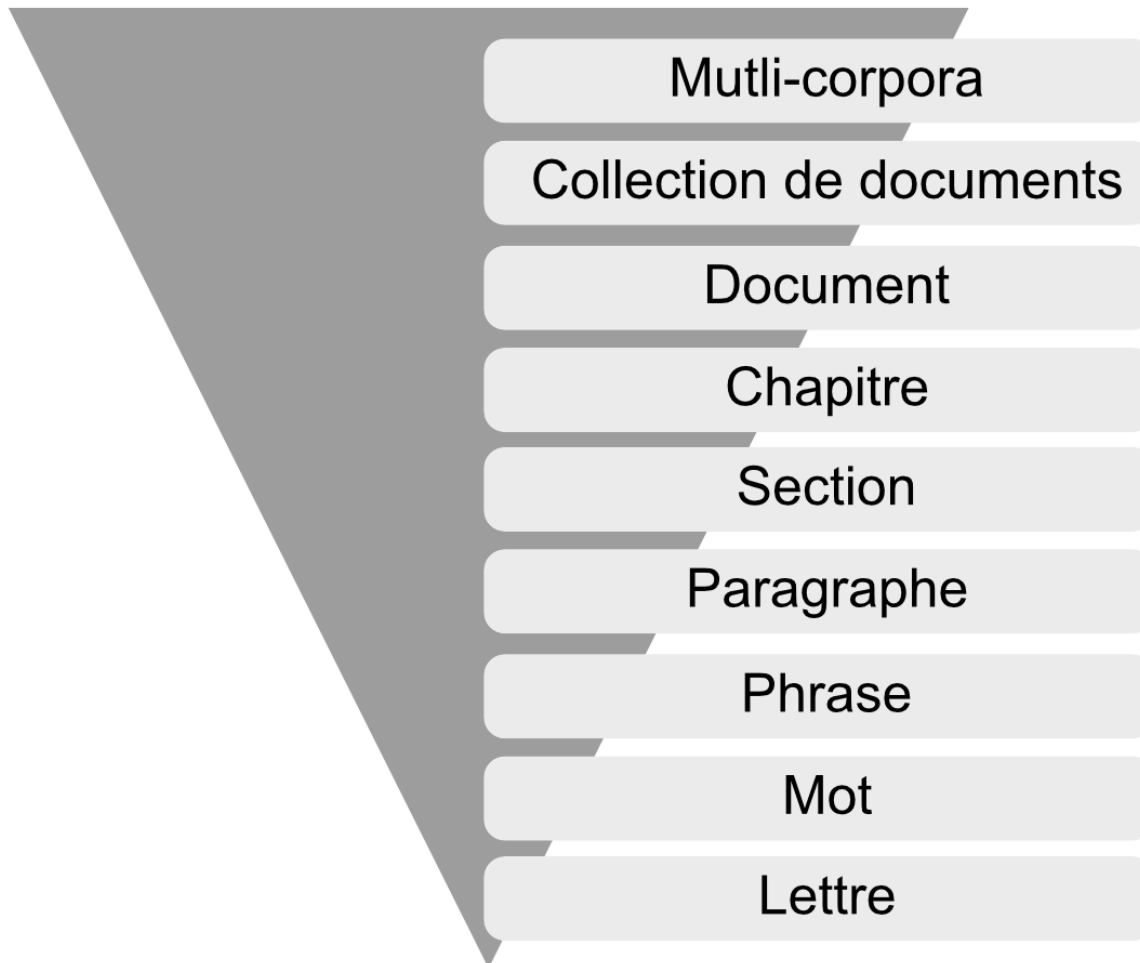 Mutli-corpora
Collection de documents
Document
Chapitre
Section
Paragraphe
Phrase
Mot
Lettre